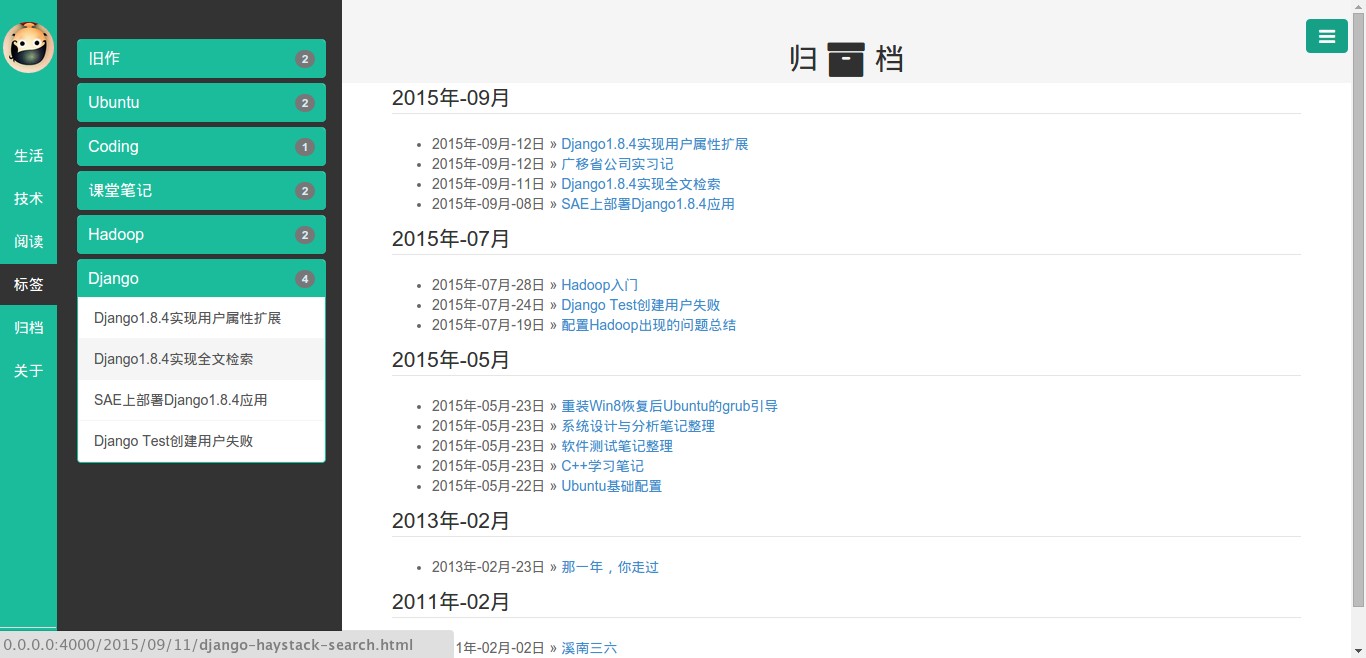 生活
技术
阅读
标签
归档
关于
旧作 2
Ubuntu 2
Coding 1
课堂笔记 2
Hadoop 2
Django 4
Django1.8.4实现用户属性扩展
Django1.8.4实现全文检索
SAE上部署Django1.8.4应用
Django Test创建用户失败
归 档
2015年-09月
2015年-09月-12日 » Django1.8.4实现用户属性扩展
2015年-09月-12日 » 广移省公司实习记
2015年-09月-11日 » Django1.8.4实现全文检索
2015年-09月-08日 » SAE上部署Django1.8.4应用
2015年-07月
2015年-07月-28日 » Hadoop入门
2015年-07月-24日 » Django Test创建用户失败
2015年-07月-19日 » 配置Hadoop出现的问题总结
2015年-05月
2015年-05月-23日 » 重装Win8恢复后Ubuntu的grub引导
2015年-05月-23日 » 系统设计与分析笔记整理
2015年-05月-23日 » 软件测试笔记整理
2015年-05月-23日 » C++学习笔记
2015年-05月-22日 » Ubuntu基础配置
2013年-02月
2013年-02月-23日 » 那一年，你走过
2011年-02月
1年-02月-02日 » 溪南三六
0.0.0.0:4000/2015/09/11/django-haystack-search.html